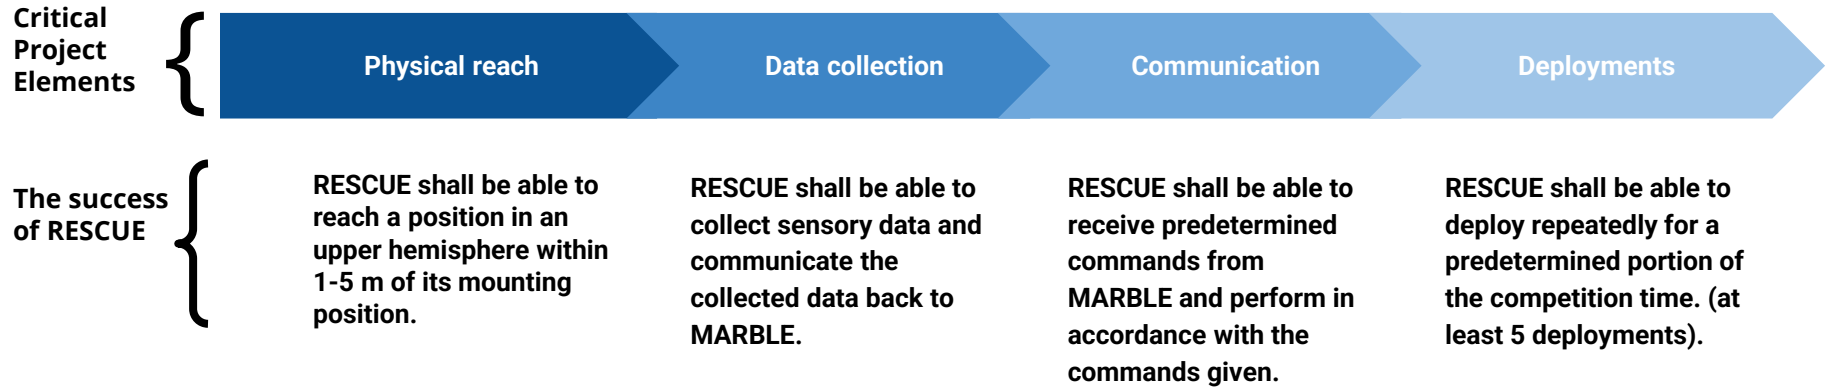 Critical
Project
Elements
Physical reach
Data collection
Communication
Deployments
The success
of RESCUE
RESCUE shall be able to
reach a position in an
upper hemisphere within
1-5 m of its mounting
position.
RESCUE shall be able to
collect sensory data and
communicate the
collected data back to
MARBLE.
RESCUE shall be able to
receive predetermined
commands from
MARBLE and perform in
accordance with the
commands given.
RESCUE shall be able to
deploy repeatedly for a
predetermined portion of
the competition time. (at
least 5 deployments).